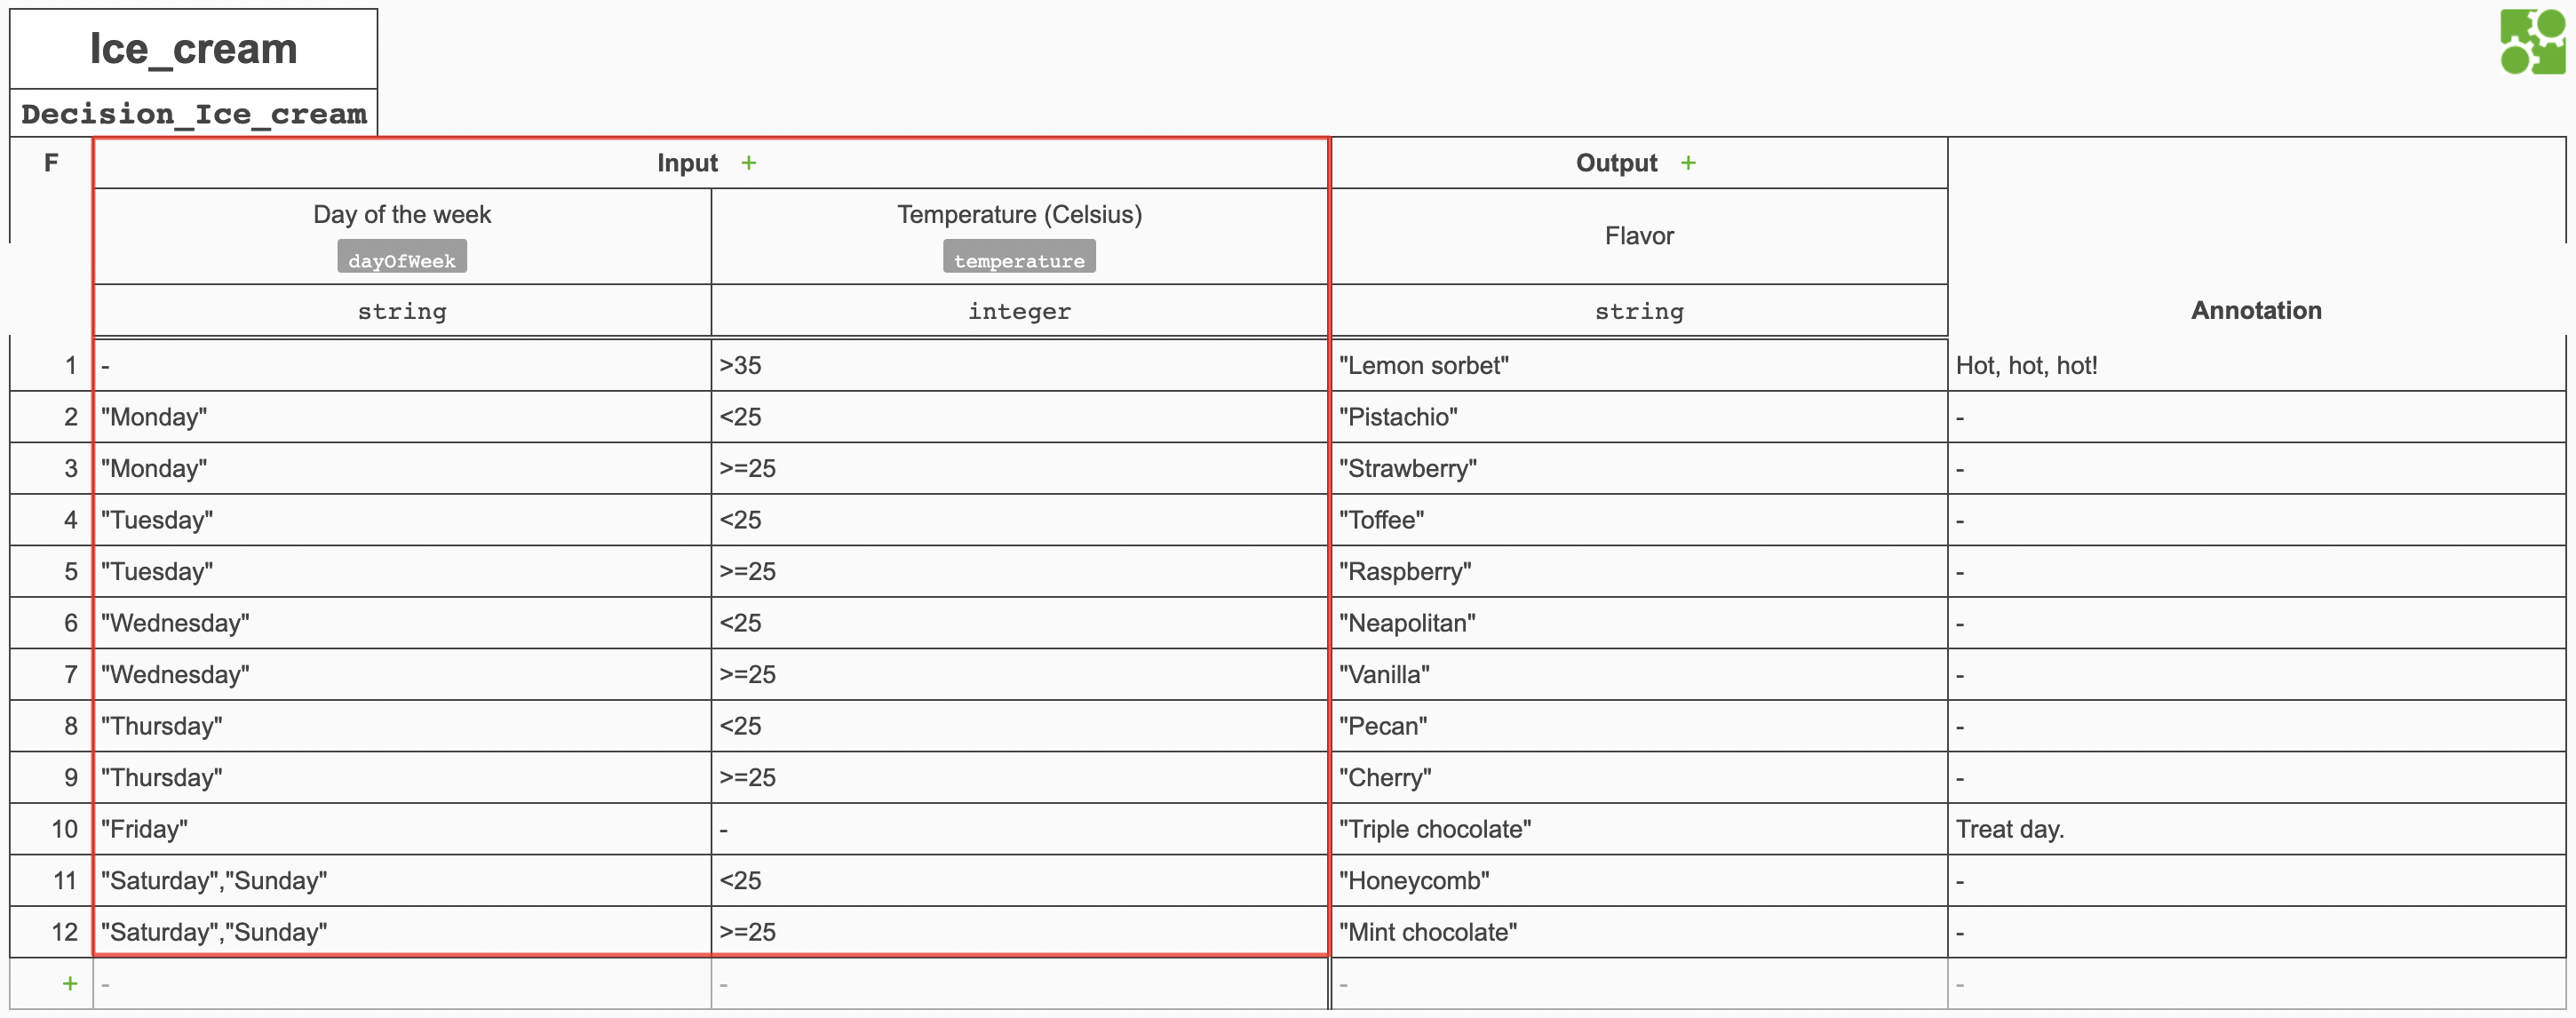 Ice_cream
Decision_Ice_cream
F Input + Output +
Day of the week Temperature (Celsius) Flavor
dayOfWeek temperature
string integer string Annotation
1 - >35 "Lemon sorbet" Hot, hot, hot!
2 "Monday" <25 "Pistachio" -
3 "Monday" >=25 "Strawberry" -
4 "Tuesday" <25 "Toffee" -
5 "Tuesday" >=25 "Raspberry" -
6 "Wednesday" <25 "Neapolitan" -
7 "Wednesday" >=25 "Vanilla" -
8 "Thursday" <25 "Pecan" -
9 "Thursday" >=25 "Cherry" -
10 "Friday" - "Triple chocolate" Treat day.
11 "Saturday","Sunday" <25 "Honeycomb" -
12 "Saturday","Sunday" >=25 "Mint chocolate" -
+ - - - -